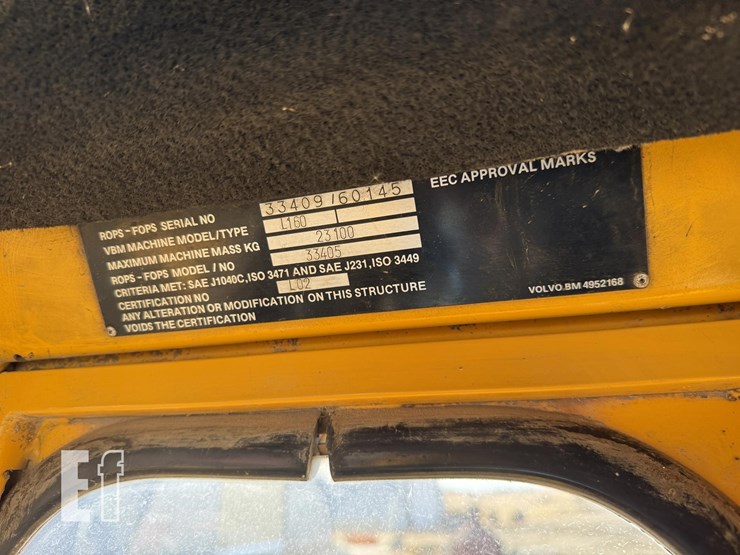 ROPS-FOPS SERIAL NO 33409/60145
VBM MACHINE MODEL/TYPE L160
MAXIMUM MACHINE MASS KG 23100
ROPS-FOPS MODEL/NO 33405
CRITERIA MET: SAE J1040C, ISO 3471 AND SAE J231, ISO 3449
CERTIFICATION NO L02
ANY ALTERATION OR MODIFICATION ON THIS STRUCTURE
VOIDS THE CERTIFICATION
EEC APPROVAL MARKS
VOLVO.BM 4952168
Ef